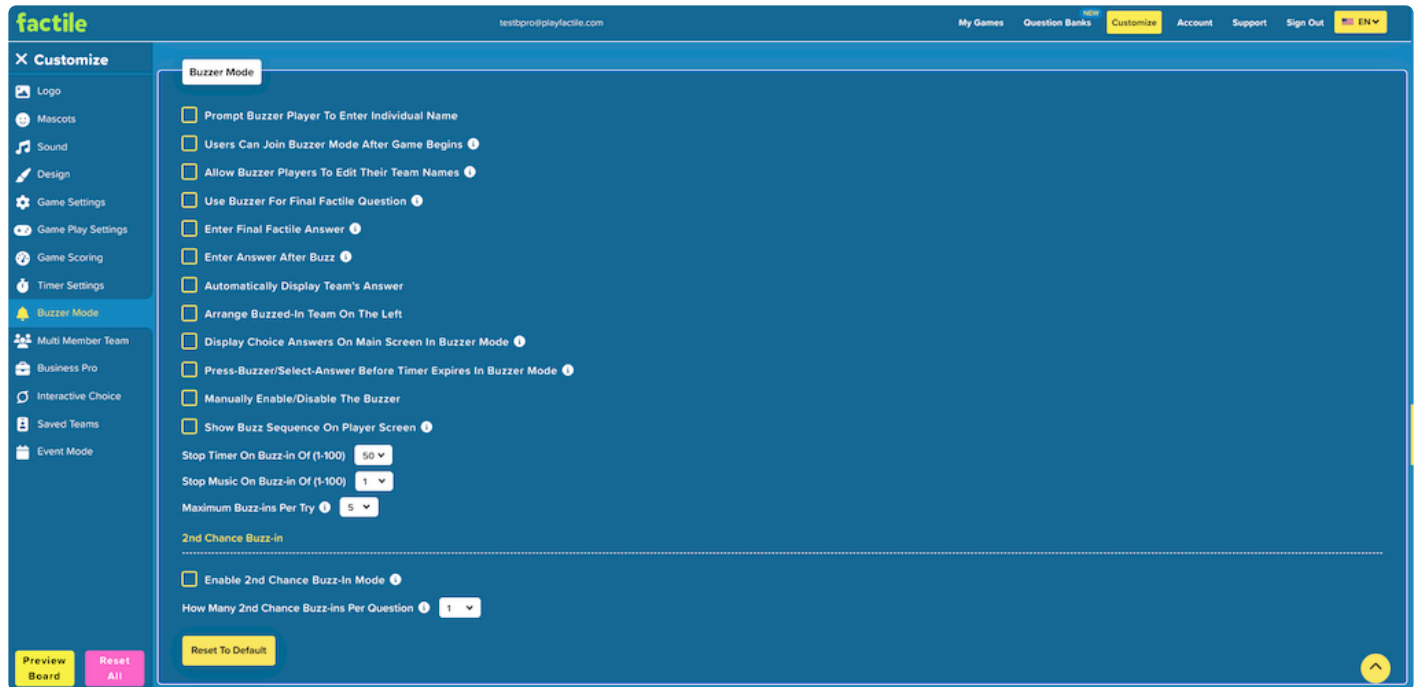 factile
testbpro@playfactile.com
My Games
Question Banks
NEW
Customize
Account
Support
Sign Out
EN
X Customize
Logo
Mascots
Sound
Design
Game Settings
Game Play Settings
Game Scoring
Timer Settings
Buzzer Mode
Multi Member Team
Business Pro
Interactive Choice
Saved Teams
Event Mode
Preview
Board
Reset
All
Buzzer Mode
Prompt Buzzer Player To Enter Individual Name
Users Can Join Buzzer Mode After Game Begins
Allow Buzzer Players To Edit Their Team Names
Use Buzzer For Final Factile Question
Enter Final Factile Answer
Enter Answer After Buzz
Automatically Display Team's Answer
Arrange Buzzed-In Team On The Left
Display Choice Answers On Main Screen In Buzzer Mode
Press-Buzzer/Select-Answer Before Timer Expires In Buzzer Mode
Manually Enable/Disable The Buzzer
Show Buzz Sequence On Player Screen
Stop Timer On Buzz-in Of (1-100) 50
Stop Music On Buzz-in Of (1-100) 1
Maximum Buzz-ins Per Try 5
2nd Chance Buzz-in
Enable 2nd Chance Buzz-In Mode
How Many 2nd Chance Buzz-ins Per Question 1
Reset To Default